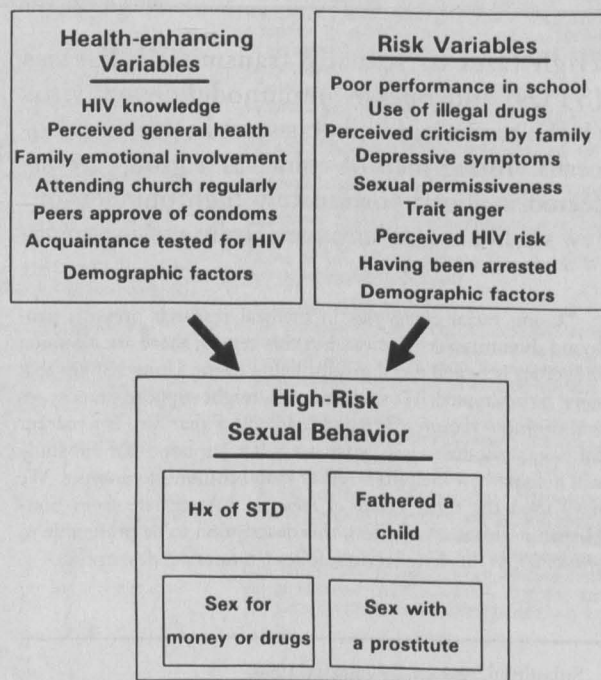 Health-enhancing
Variables
HIV knowledge
Perceived general health
Family emotional involvement
Attending church regularly
Peers approve of condoms
Acquaintance tested for HIV
Demographic factors
Risk Variables
Poor performance in school
Use of illegal drugs
Perceived criticism by family
Depressive symptoms
Sexual permissiveness
Trait anger
Perceived HIV risk
Having been arrested
Demographic factors
High-Risk
Sexual Behavior
Hx of STD
Fathered a
child
Sex for
money or drugs
Sex with
a prostitute